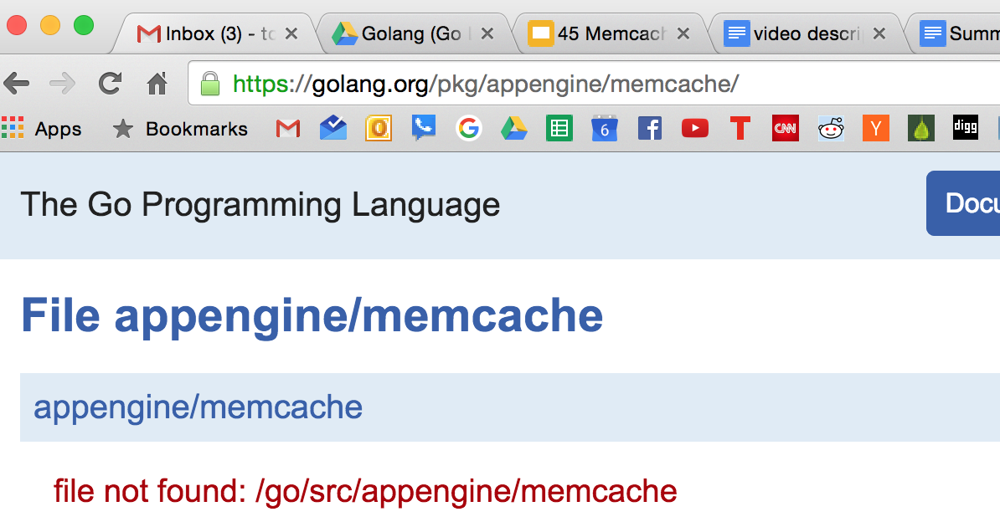 Inbox (3) - to
Golang (Go
45 Memcach
video descri
Summ
https://golang.org/pkg/appengine/memcache/
Apps
Bookmarks
6
T
CNN
Y
digg
The Go Programming Language
Docu
File appengine/memcache
appengine/memcache
file not found: /go/src/appengine/memcache